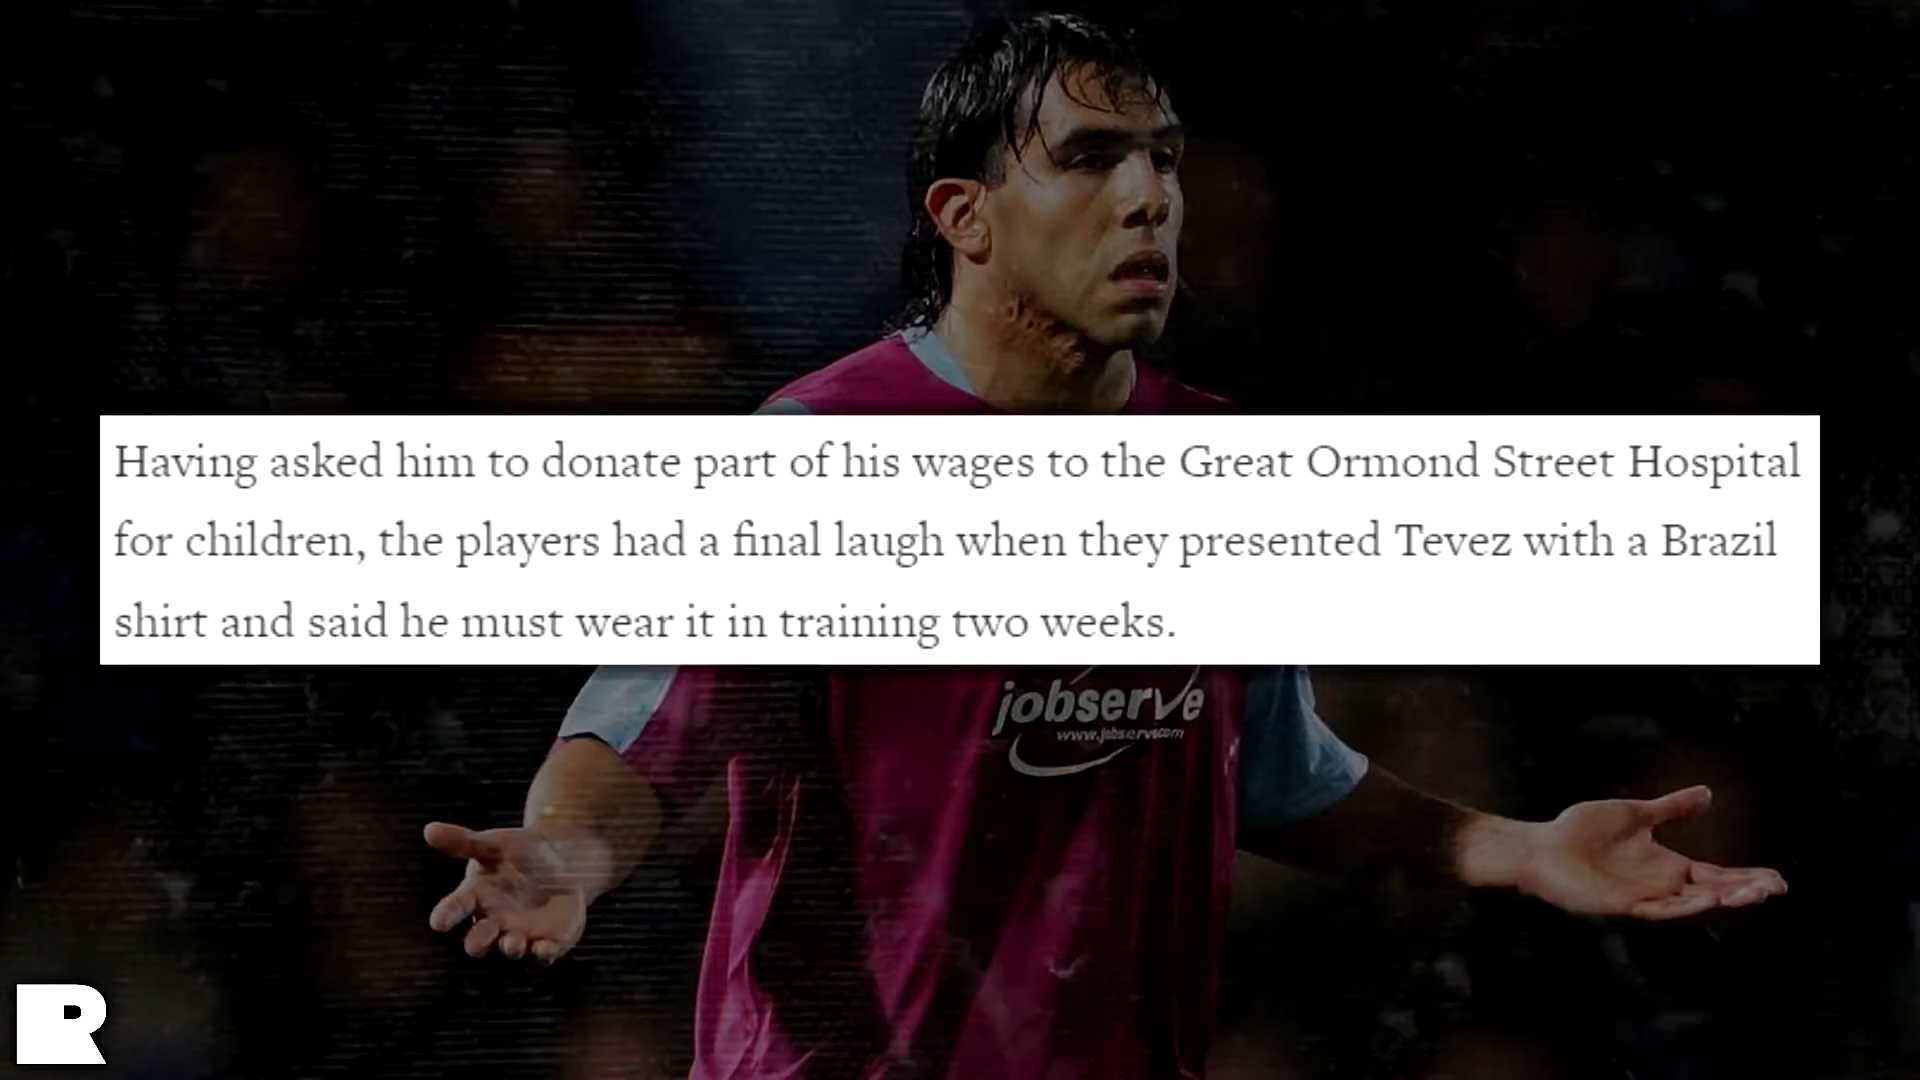 Having asked him to donate part of his wages to the Great Ormond Street Hospital
for children, the players had a final laugh when they presented Tevez with a Brazil
shirt and said he must wear it in training two weeks.
jobserve
www.jobserve.com
R